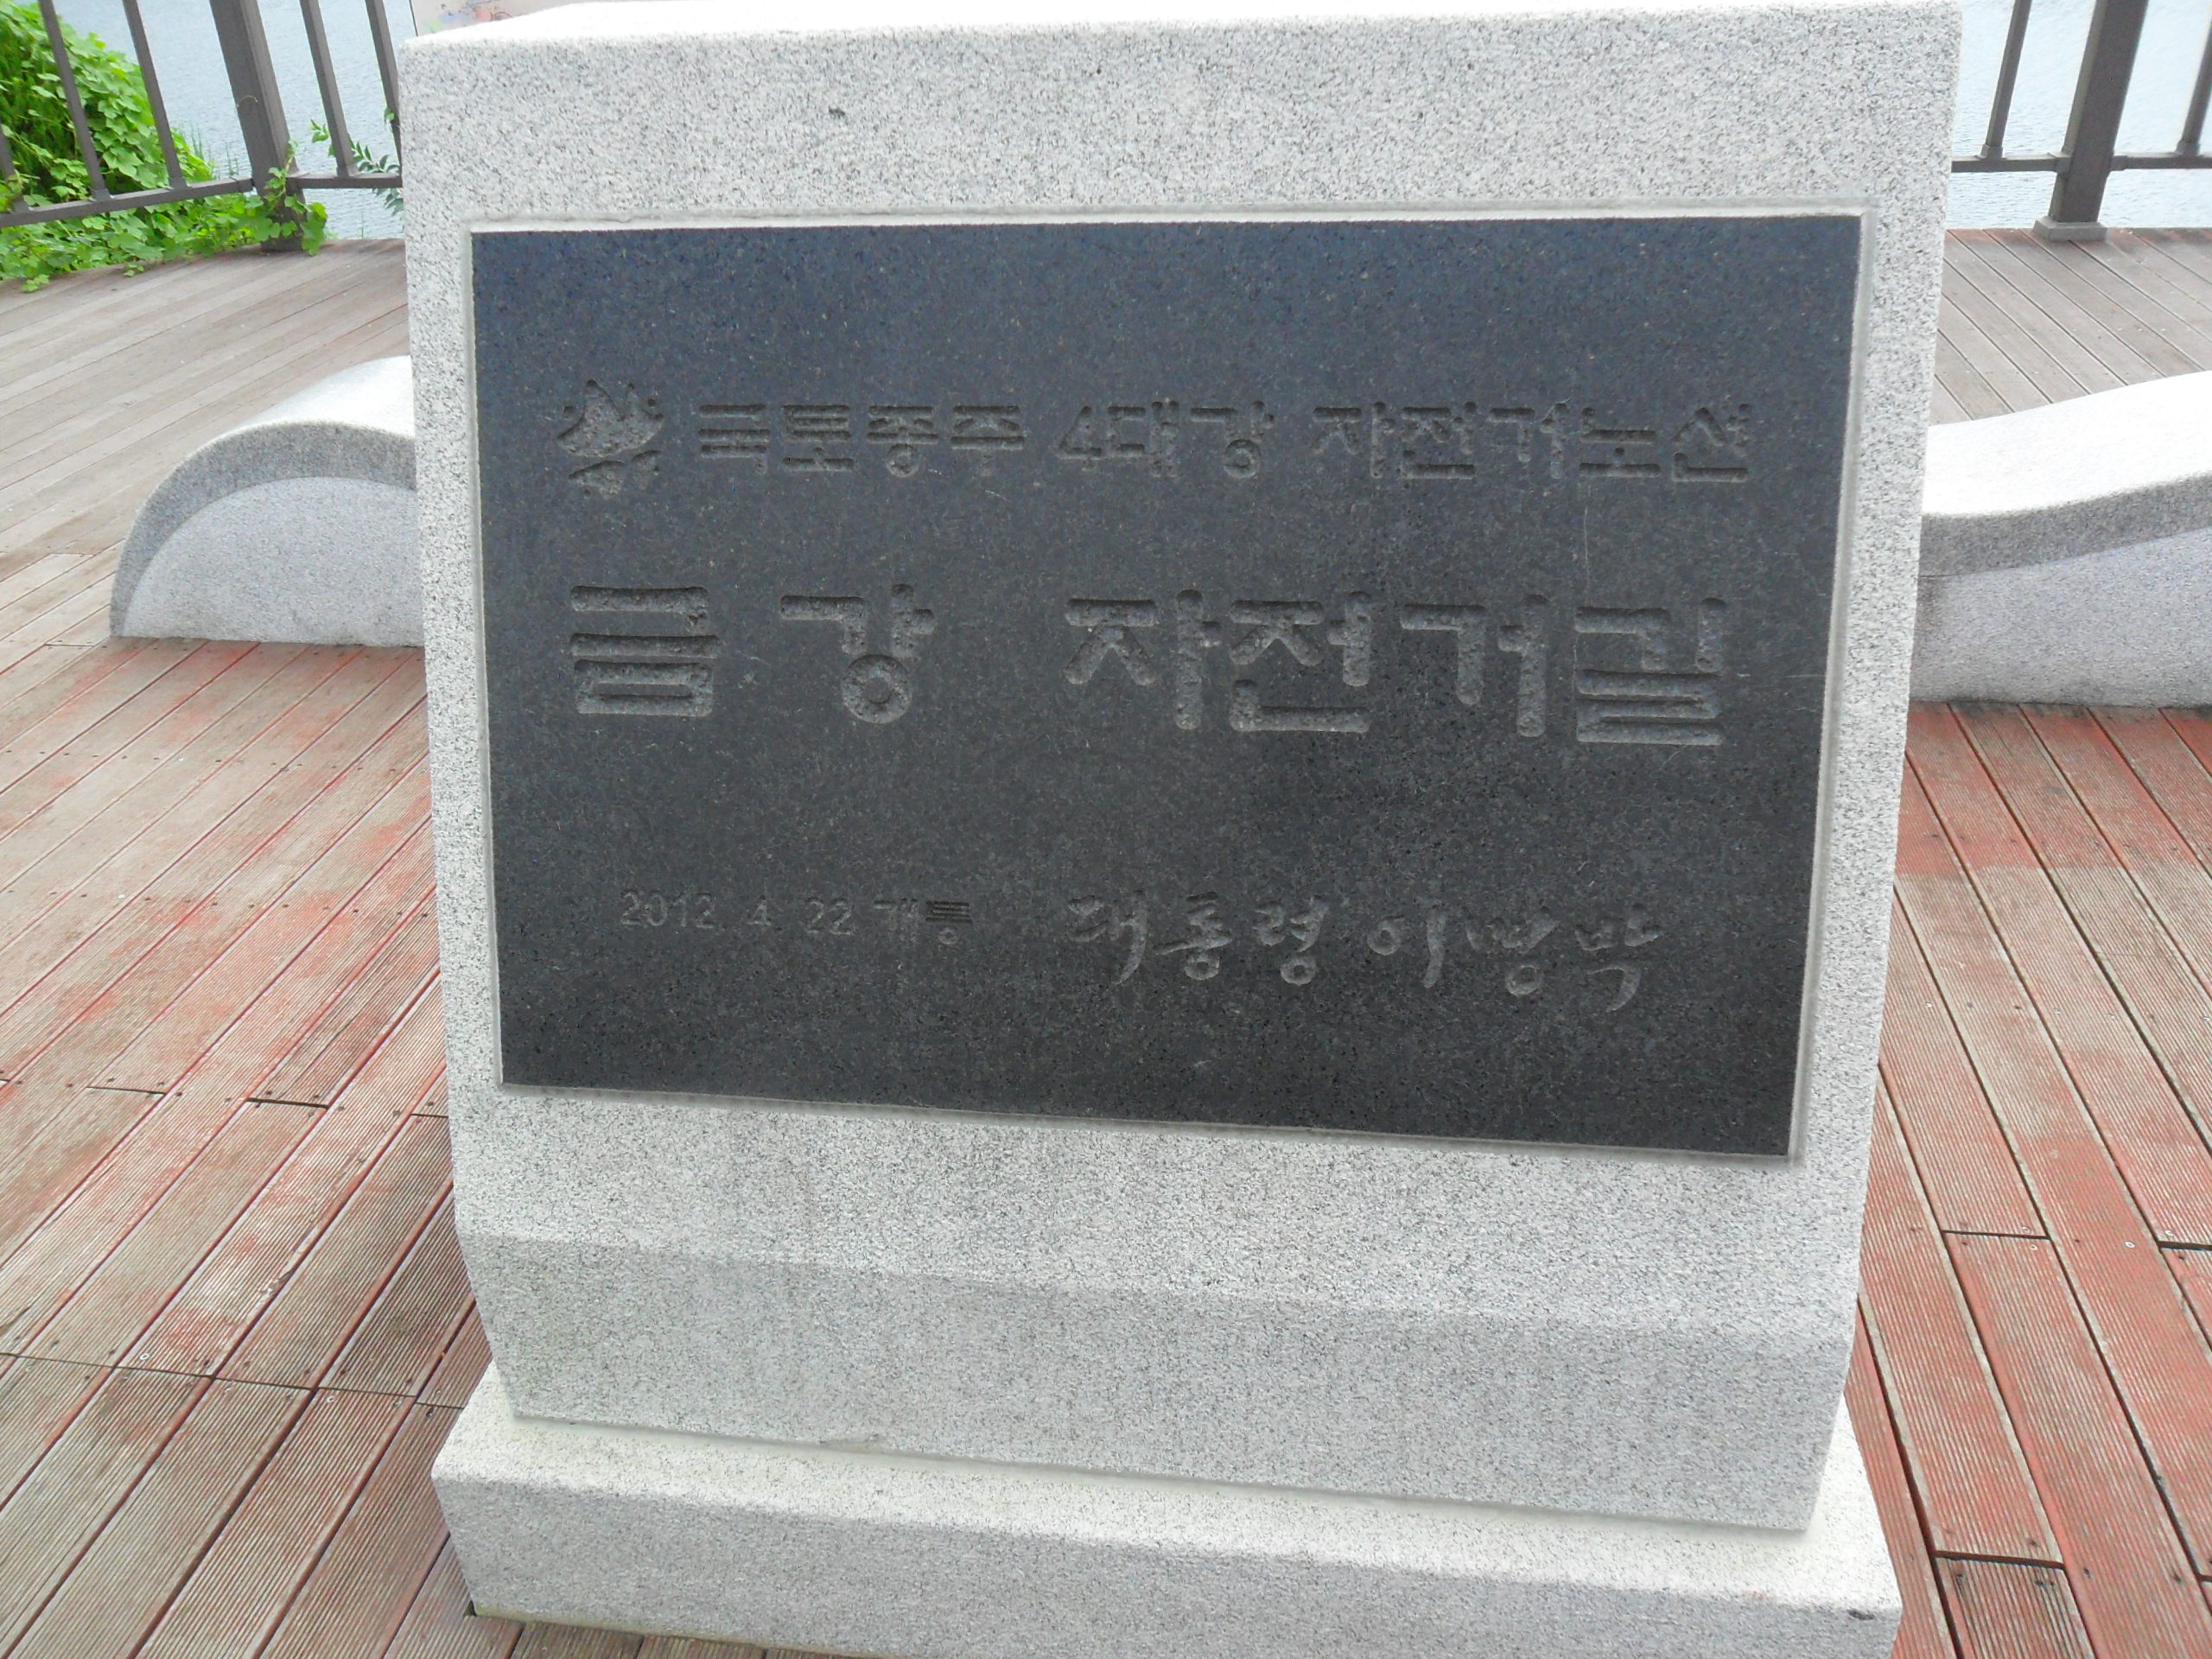 국토종주 4대강 자전거노선
금강 자전거길
2012. 4. 22 개통 대통령 이명박